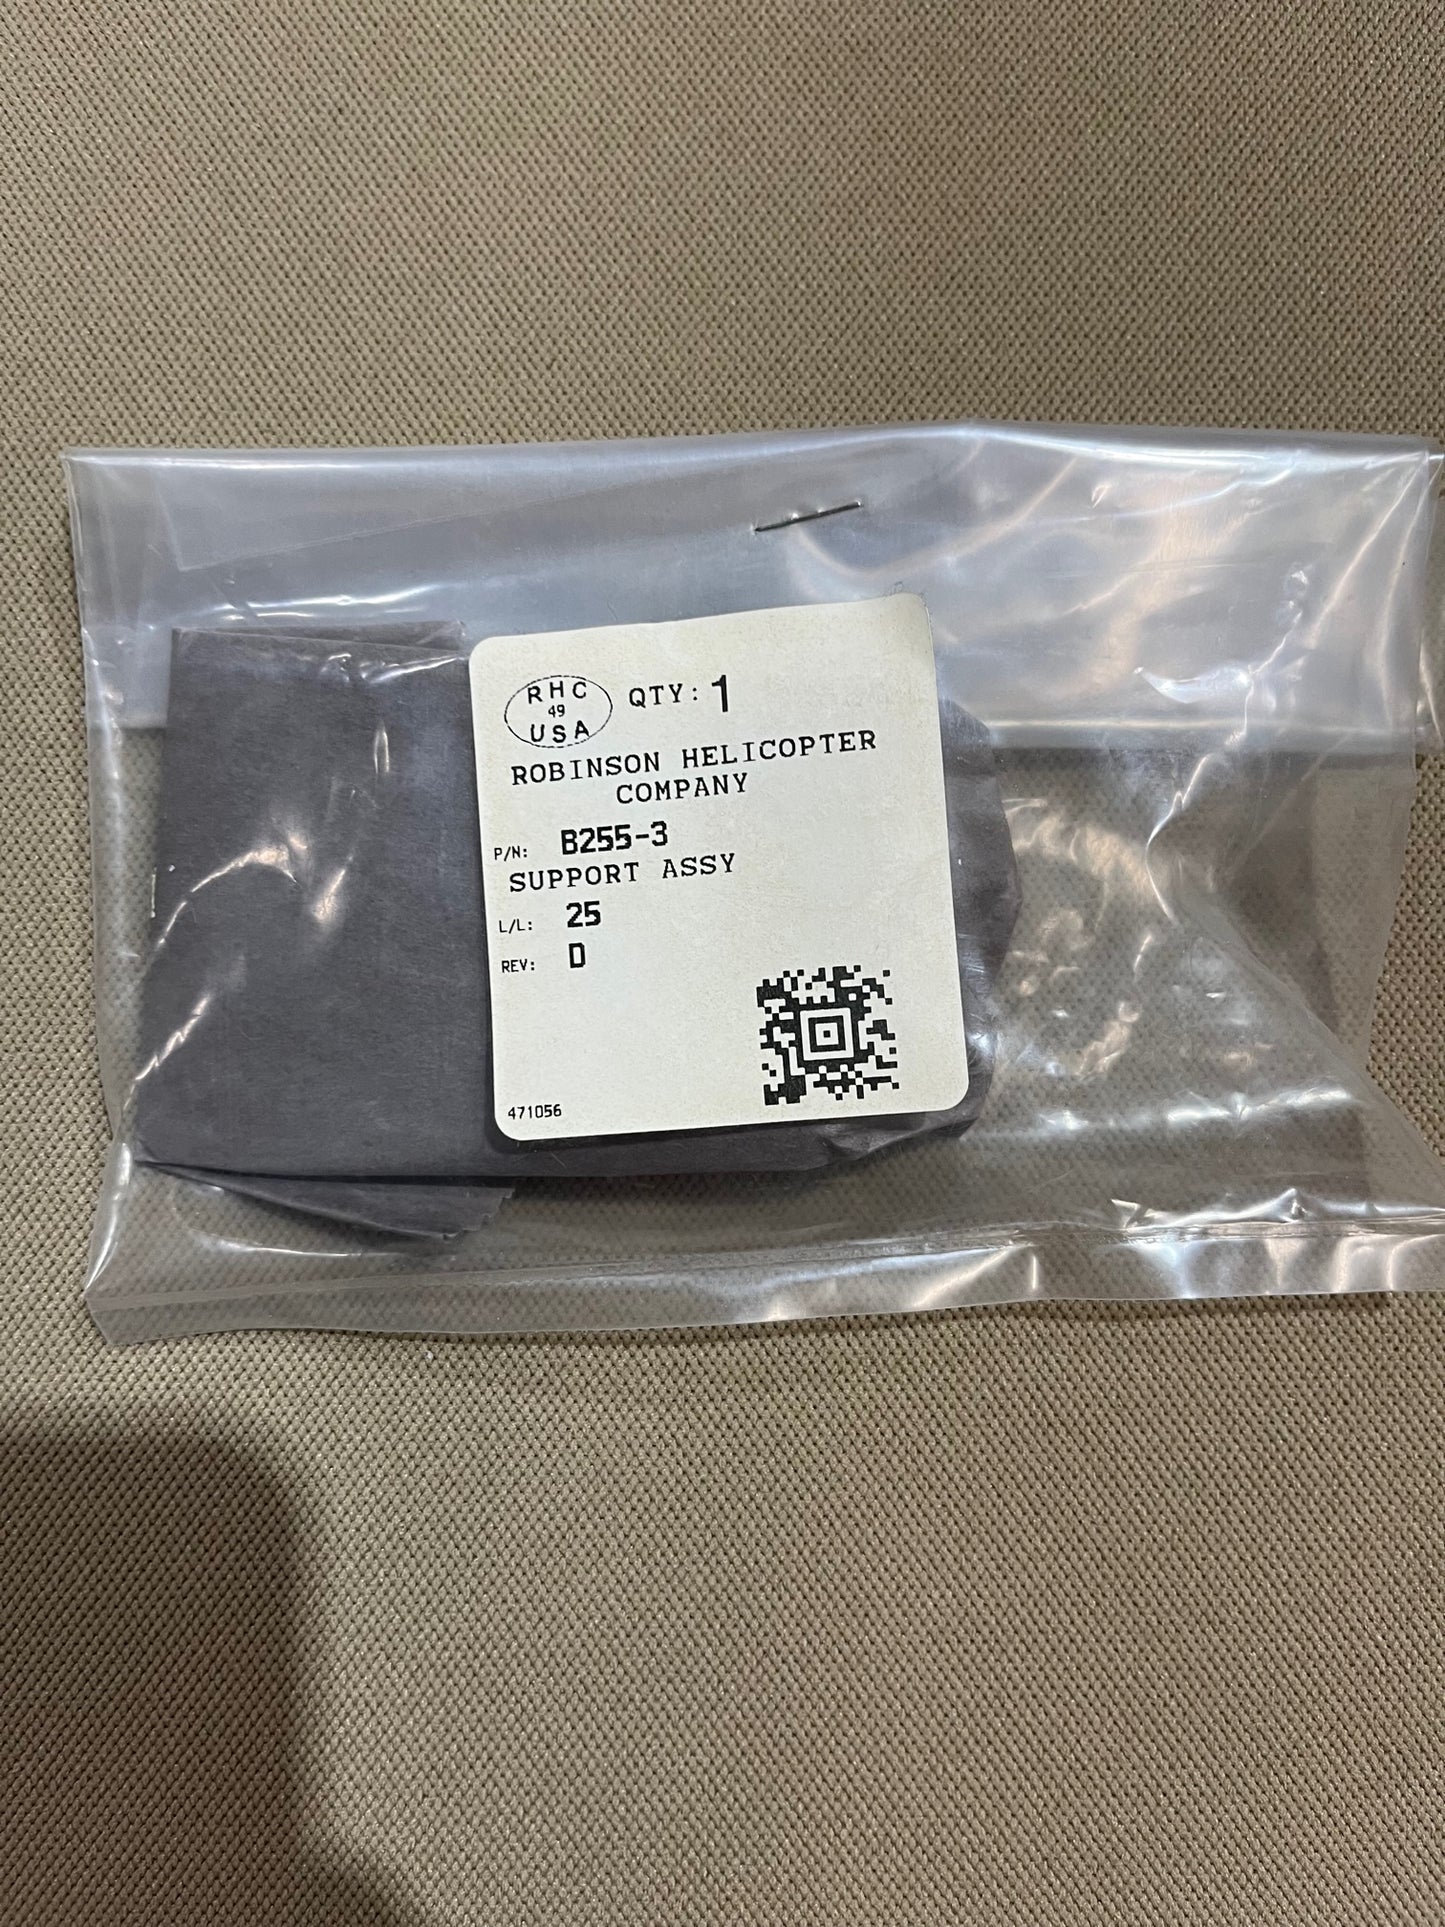 RHC
49
USA
QTY: 1
ROBINSON HELICOPTER
COMPANY
P/N: B255-3
SUPPORT ASSY
L/L: 25
REV: D
471056